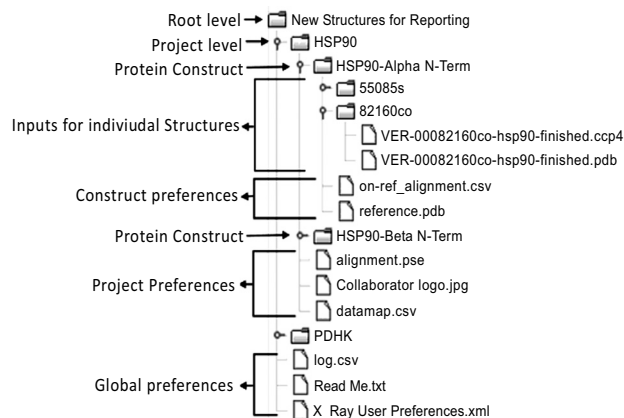 Root level New Structures for Reporting
Project level HSP90
Protein Construct HSP90-Alpha N-Term
55085s
82160co
Inputs for indiviudal Structures
VER-00082160co-hsp90-finished.ccp4
VER-00082160co-hsp90-finished.pdb
on-ref_alignment.csv
Construct preferences
reference.pdb
Protein Construct HSP90-Beta N-Term
alignment.pse
Project Preferences Collaborator logo.jpg
datamap.csv
PDHK
log.csv
Global preferences Read Me.txt
X_Ray User Preferences.xml